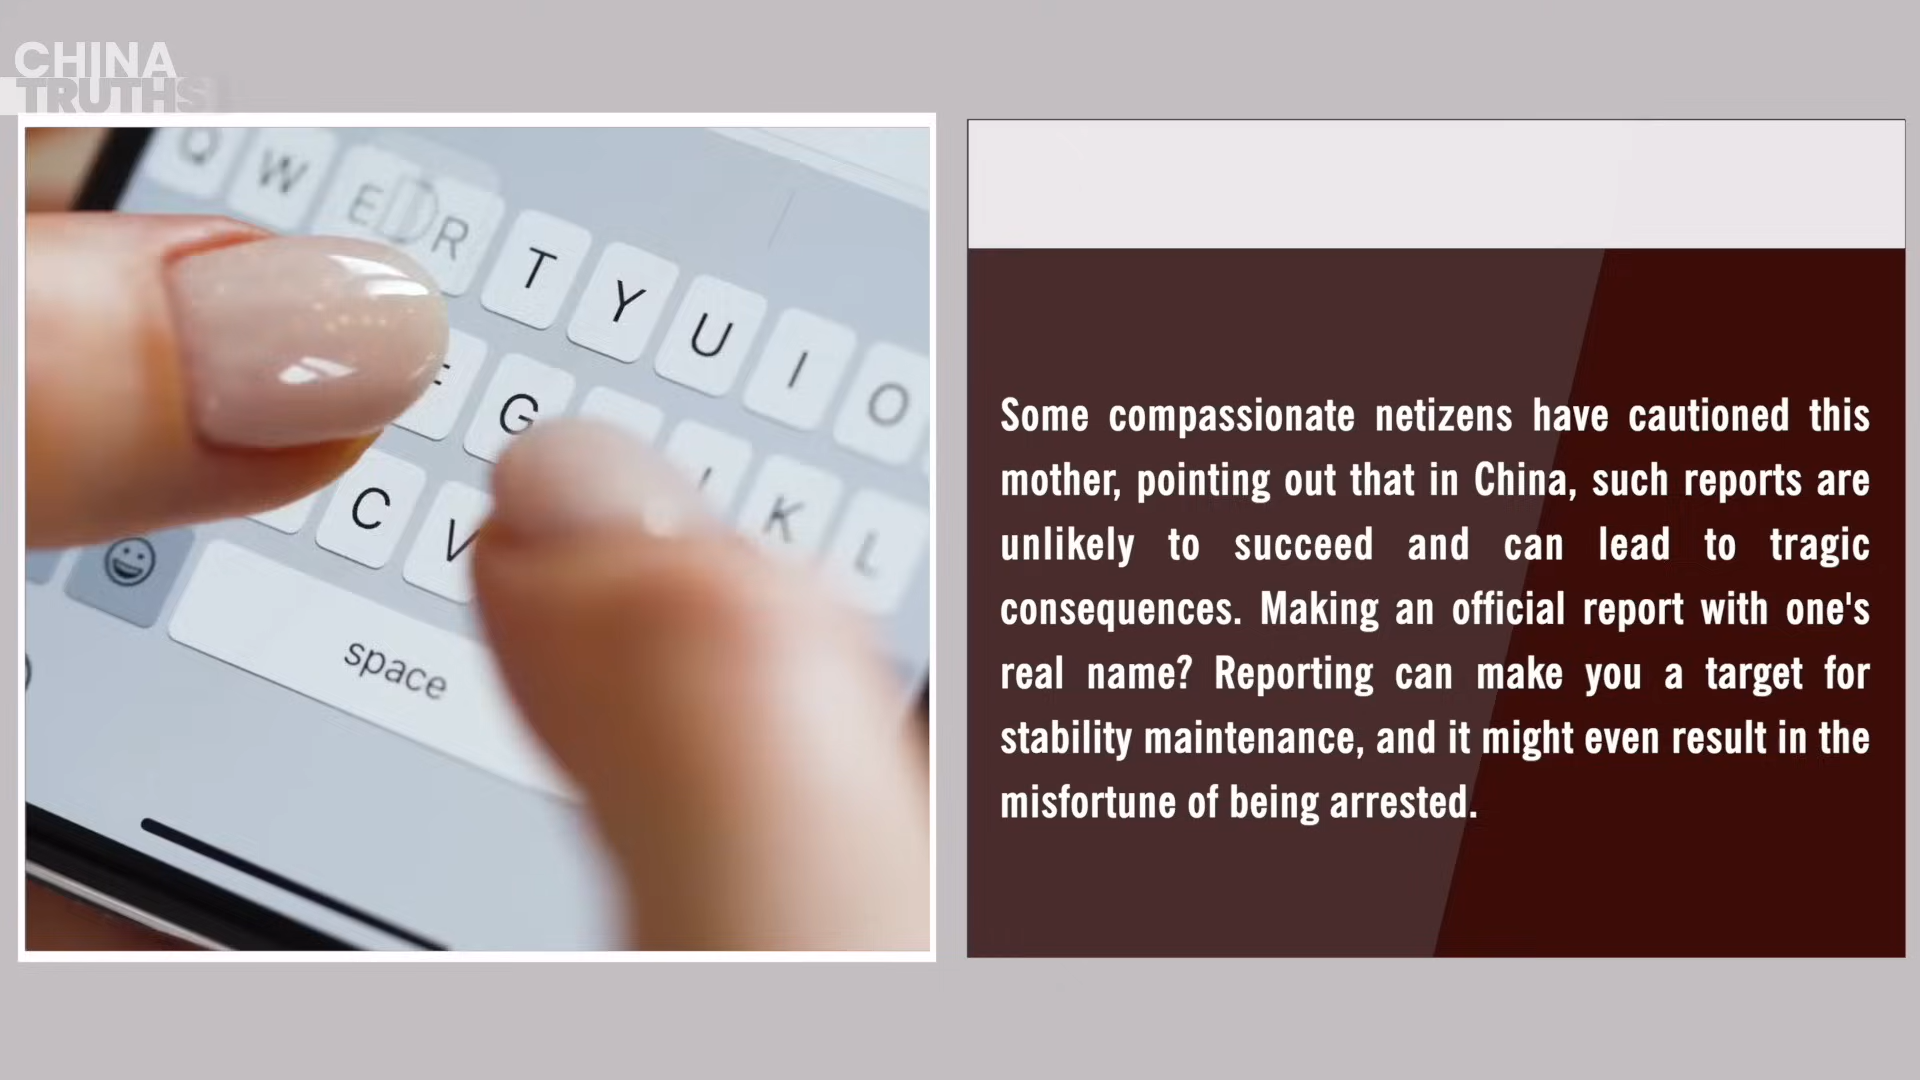 CHINA
TRUTHS
Q W E R T Y U I O
G K L
C V
space
Some compassionate netizens have cautioned this
mother, pointing out that in China, such reports are
unlikely to succeed and can lead to tragic
consequences. Making an official report with one's
real name? Reporting can make you a target for
stability maintenance, and it might even result in the
misfortune of being arrested.